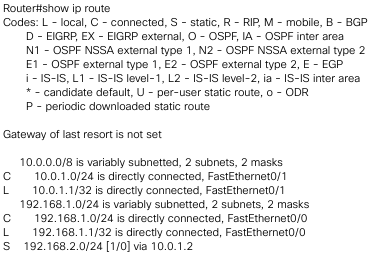 Router#show ip route
Codes: L - local, C - connected, S - static, R - RIP, M - mobile, B - BGP
D - EIGRP, EX - EIGRP external, O - OSPF, IA - OSPF inter area
N1 - OSPF NSSA external type 1, N2 - OSPF NSSA external type 2
E1 - OSPF external type 1, E2 - OSPF external type 2, E - EGP
i - IS-IS, L1 - IS-IS level-1, L2 - IS-IS level-2, ia - IS-IS inter area
* - candidate default, U - per-user static route, o - ODR
P - periodic downloaded static route
Gateway of last resort is not set
10.0.0.0/8 is variably subnetted, 2 subnets, 2 masks
C 10.0.1.0/24 is directly connected, FastEthernet0/1
L 10.0.1.1/32 is directly connected, FastEthernet0/1
192.168.1.0/24 is variably subnetted, 2 subnets, 2 masks
C 192.168.1.0/24 is directly connected, FastEthernet0/0
L 192.168.1.1/32 is directly connected, FastEthernet0/0
S 192.168.2.0/24 [1/0] via 10.0.1.2